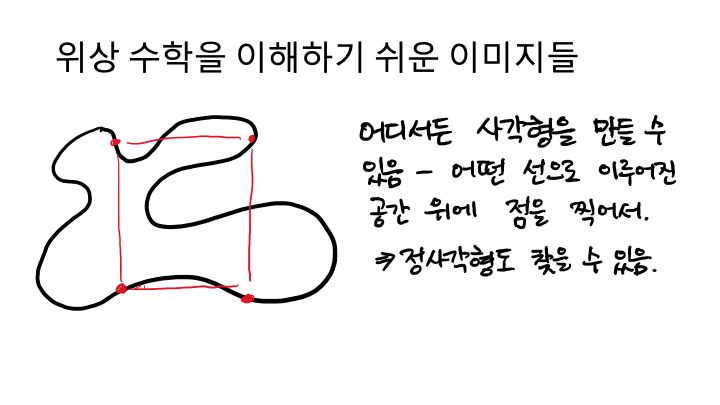 위상 수학을 이해하기 쉬운 이미지들
어디서든 사각형을 만들 수
있음 - 어떤 선으로 이루어진
공간 위에 점을 찍어서.
→ 정사각형도 찾을 수 있음.